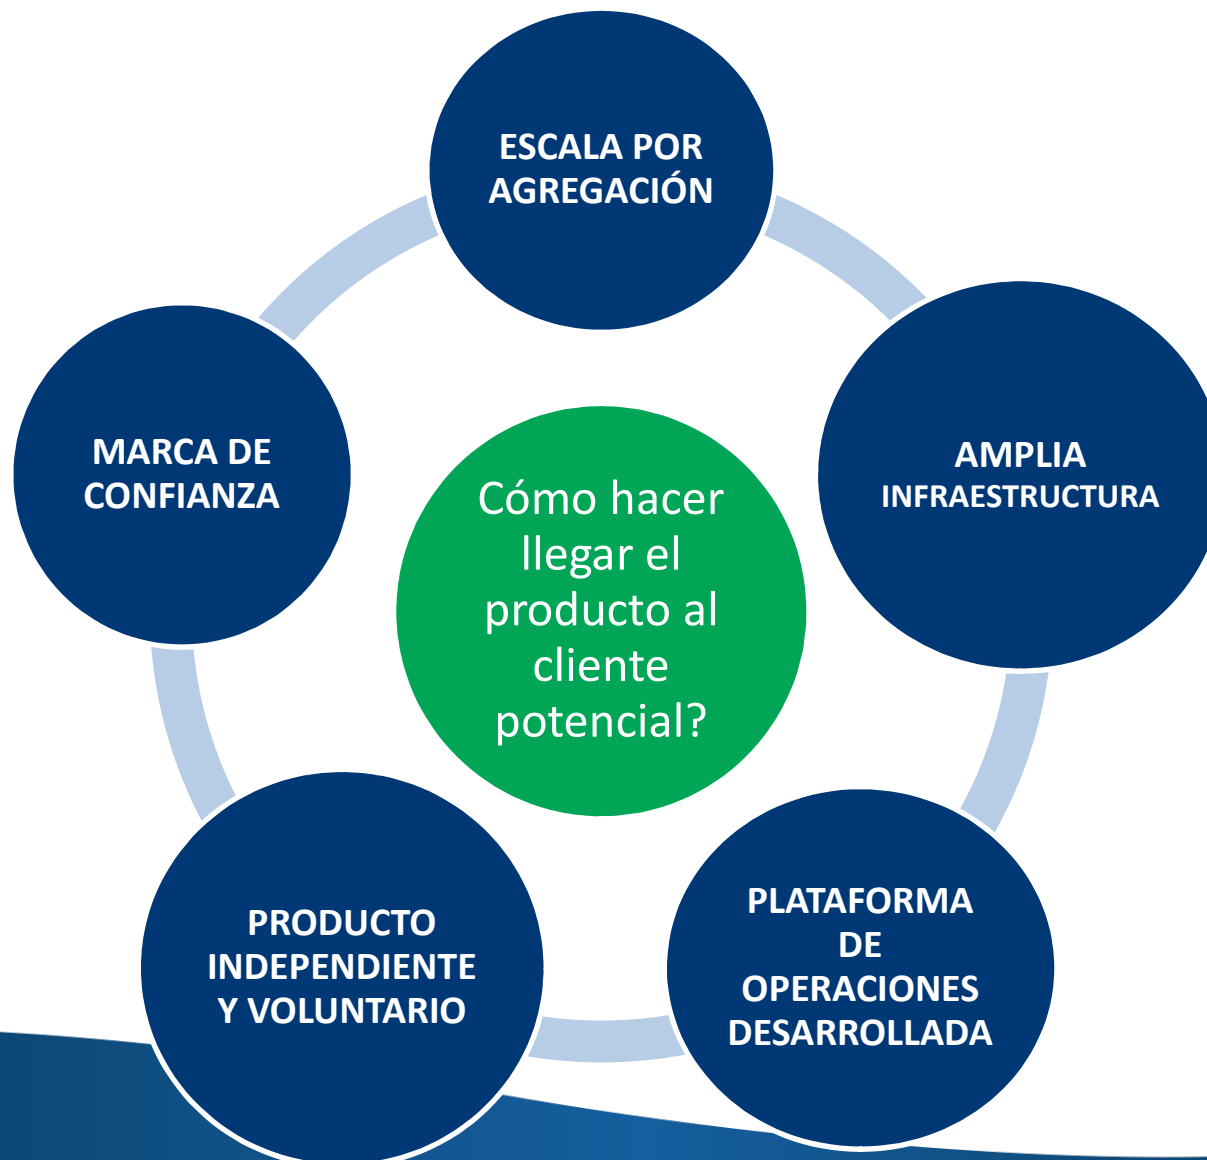 ESCALA POR
AGREGACIÓN
AMPLIA
INFRAESTRUCTURA
PLATAFORMA
DE
OPERACIONES
DESARROLLADA
PRODUCTO
INDEPENDIENTE
Y VOLUNTARIO
MARCA DE
CONFIANZA
Cómo hacer
llegar el
producto al
cliente
potencial?